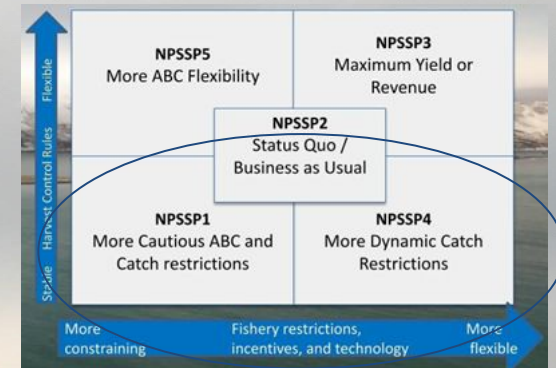 NPSSP5
More ABC Flexibility
NPSSP3
Maximum Yield or
Revenue
NPSSP2
Status Quo /
Business as Usual
NPSSP1
More Cautious ABC and
Catch restrictions
NPSSP4
More Dynamic Catch
Restrictions
Flexible
Harvest Control Rules
Stable
More
constraining
Fishery restrictions,
incentives, and technology
More
flexible